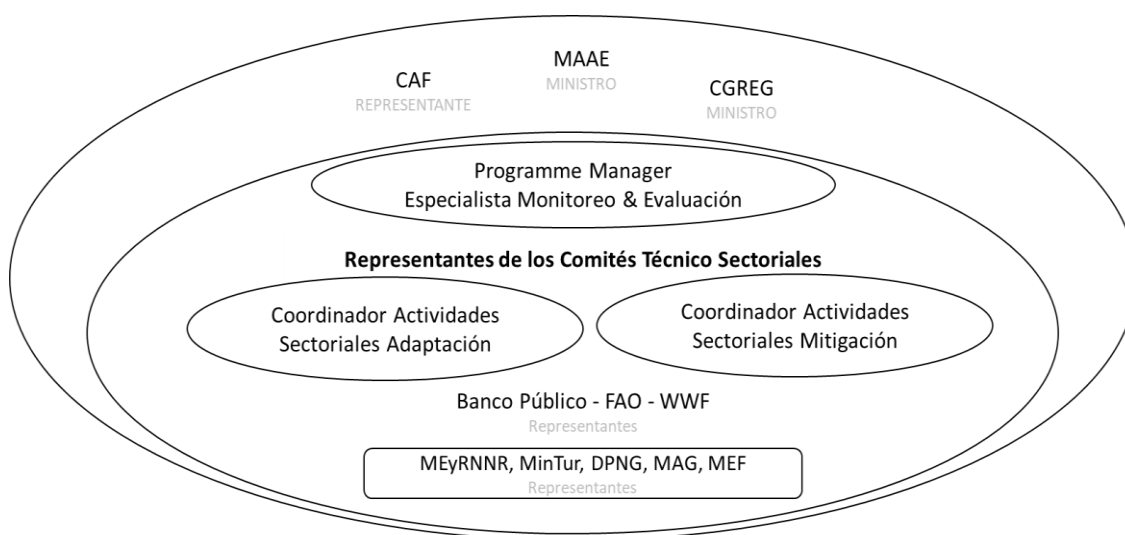 MAAE
MINISTRO
CAF
REPRESENTANTE
CGREG
MINISTRO
Programme Manager
Especialista Monitoreo & Evaluación
Representantes de los Comités Técnico Sectoriales
Coordinador Actividades
Sectoriales Adaptación
Coordinador Actividades
Sectoriales Mitigación
Banco Público - FAO - WWF
Representantes
MEyRNNR, MinTur, DPNG, MAG, MEF
Representantes